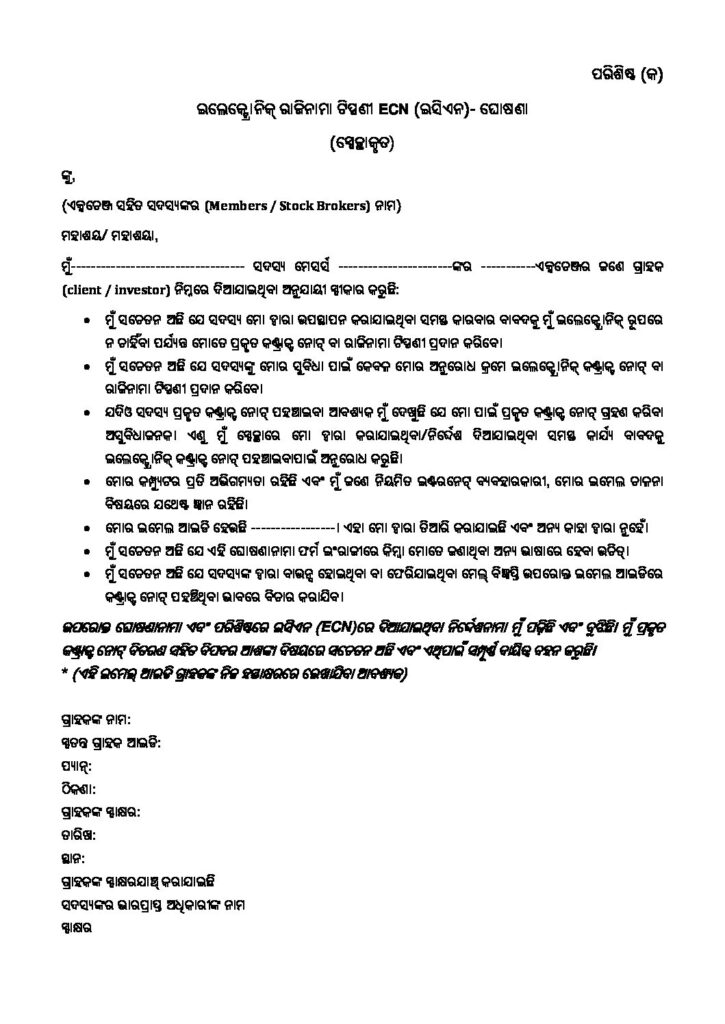 ପରିଶିଷ୍ଟ (କ)
ଇଲେକ୍ଟ୍ରୋନିକ୍ ରାଜିନାମା ଟିପ୍ପଣୀ ECN (ଇସିଏନ)- ଘୋଷଣା
(ସ୍ବେଚ୍ଛାକୃତ)
ଙ୍କୁ,
(ଏକ୍ସଚେଞ୍ଜ ସହିତ ସଦସ୍ୟଙ୍କର (Members / Stock Brokers) ନାମ)
ମହାଶୟ/ ମହାଶୟା,
ମୁଁ----------------------------------- ସଦସ୍ୟ ମେସର୍ସ -----------------------ଙ୍କର -----------ଏକ୍ସଚେଞ୍ଜର ଜଣେ ଗ୍ରାହକ
(client / investor) ନିମ୍ନରେ ଦିଆଯାଇଥିବା ଅନୁଯାୟୀ ସ୍ବୀକାର କରୁଛି:
• ମୁଁ ସଚେତନ ଅଛି ଯେ ସଦସ୍ୟ ମୋ ଦ୍ବାରା ଉପସ୍ଥାପନ କରାଯାଇଥିବା ସମସ୍ତ କାରବାର ବାବଦକୁ ମୁଁ ଇଲେକ୍ଟ୍ରୋନିକ୍ ରୂପରେ
ନ ଚାହିଁବା ପର୍ଯ୍ୟନ୍ତ ମୋତେ ପ୍ରକୃତ କଣ୍ଟ୍ରାକ୍ଟ ନୋଟ୍ ବା ରାଜିନାମା ଟିପ୍ପଣୀ ପ୍ରଦାନ କରିବେ।
• ମୁଁ ସଚେତନ ଅଛି ଯେ ସଦସ୍ୟଙ୍କୁ ମୋର ସୁବିଧା ପାଇଁ କେବଳ ମୋର ଅନୁରୋଧ କ୍ରମେ ଇଲେକ୍ଟ୍ରୋନିକ୍ କଣ୍ଟ୍ରାକ୍ଟ ନୋଟ୍ ବା
ରାଜିନାମା ଟିପ୍ପଣୀ ପ୍ରଦାନ କରିବେ।
• ଯଦିଓ ସଦସ୍ୟ ପ୍ରକୃତ କଣ୍ଟ୍ରାକ୍ଟ ନୋଟ୍ ପହଞ୍ଚାଇବା ଆବଶ୍ୟକ ମୁଁ ଦେଖୁଛି ଯେ ମୋ ପାଇଁ ପ୍ରକୃତ କଣ୍ଟ୍ରାକ୍ଟ ନୋଟ୍ ଗ୍ରହଣ କରିବା
ଅସୁବିଧାଜନକ। ଏଣୁ ମୁଁ ସ୍ବେଚ୍ଛାରେ ମୋ ଦ୍ବାରା କରାଯାଇଥିବା/ନିର୍ଦ୍ଦେଶ ଦିଆଯାଇଥିବା ସମସ୍ତ କାର୍ଯ୍ୟ ବାବଦକୁ
ଇଲେକ୍ଟ୍ରୋନିକ୍ କଣ୍ଟ୍ରାକ୍ଟ ନୋଟ୍ ପହଞ୍ଚାଇବାପାଇଁ ଅନୁରୋଧ କରୁଛି।
• ମୋର କମ୍ପ୍ୟୁଟର ପ୍ରତି ଅଭିଗମ୍ୟତା ରହିଛି ଏବଂ ମୁଁ ଜଣେ ନିୟମିତ ଇଣ୍ଟରନେଟ୍ ବ୍ୟବହାରକାରୀ, ମୋର ଇମେଲ ଚାଳନା
ବିଷୟରେ ଯଥେଷ୍ଟ ଜ୍ଞାନ ରହିଛି।
• ମୋର ଇମେଲ ଆଇଡି ହେଉଛି -----------------। ଏହା ମୋ ଦ୍ବାରା ତିଆରି କରାଯାଇଛି ଏବଂ ଅନ୍ୟ କାହା ଦ୍ବାରା ନୁହେଁ।
• ମୁଁ ସଚେତନ ଅଛି ଯେ ଏହି ଘୋଷଣାନାମା ଫର୍ମ ଇଂରାଜୀରେ କିମ୍ବା ମୋତେ ଜଣାଥିବା ଅନ୍ୟ ଭାଷାରେ ହେବା ଉଚିତ୍।
• ମୁଁ ସଚେତନ ଅଛି ଯେ ସଦସ୍ୟଙ୍କ ଦ୍ବାରା ବାଉନ୍ସ ହୋଇଥିବା ବା ଫେରିଯାଇଥିବା ମେଲ୍ ବିଜ୍ଞପ୍ତି ଉପରୋକ୍ତ ଇମେଲ ଆଇଡିରେ
କଣ୍ଟ୍ରାକ୍ଟ ନୋଟ୍ ପହଞ୍ଚିଥିବା ଭାବରେ ବିଚାର କରାଯିବ।
ଉପରୋକ୍ତ ଘୋଷଣାନାମା ଏବଂ ପରିଶିଷ୍ଟରେ ଇସିଏନ (ECN)ରେ ଦିଆଯାଇଥିବା ନିର୍ଦ୍ଦେଶନାମା ମୁଁ ପଢ଼ିଛି ଏବଂ ବୁଝିଛି। ମୁଁ ପ୍ରକୃତ
କଣ୍ଟ୍ରାକ୍ଟ ନୋଟ୍ ବିତରଣ ସହିତ ବିପଦର ଆଶଙ୍କା ବିଷୟରେ ସଚେତନ ଅଛି ଏବଂ ଏଥିପାଇଁ ସମ୍ପୂର୍ଣ୍ଣ ଦାୟିତ୍ବ ବହନ କରୁଛି।
* (ଏହି ଇମେଲ୍ ଆଇଡି ଗ୍ରାହକଙ୍କ ନିଜ ହସ୍ତାକ୍ଷରରେ ଲେଖାଯିବା ଆବଶ୍ୟକ)
ଗ୍ରାହକଙ୍କ ନାମ:
ସ୍ବତନ୍ତ୍ର ଗ୍ରାହକ ଆଇଡି:
ପ୍ୟାନ୍:
ଠିକଣା:
ଗ୍ରାହକଙ୍କ ସ୍ବାକ୍ଷର:
ତାରିଖ:
ସ୍ଥାନ:
ଗ୍ରାହକଙ୍କ ସ୍ବାକ୍ଷରଯାଞ୍ଚ୍ କରାଯାଇଛି
ସଦସ୍ୟଙ୍କର ଭାରପ୍ରାପ୍ତ ଅଧିକାରୀଙ୍କ ନାମ
ସ୍ବାକ୍ଷର